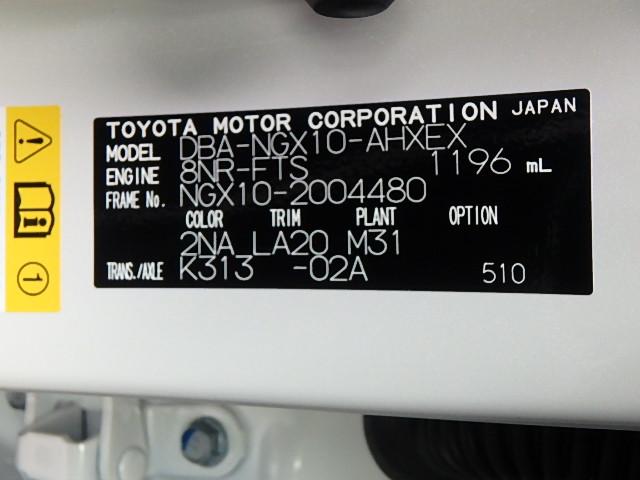 TOYOTA MOTOR CORPORATION JAPAN
MODEL DBA-NGX10-AHXEX
ENGINE 8NR-FTS 1196 mL
FRAME No. NGX10-2004480
COLOR TRIM PLANT OPTION
2NA LA20 M31
TRANS./AXLE K313 -02A 510
1